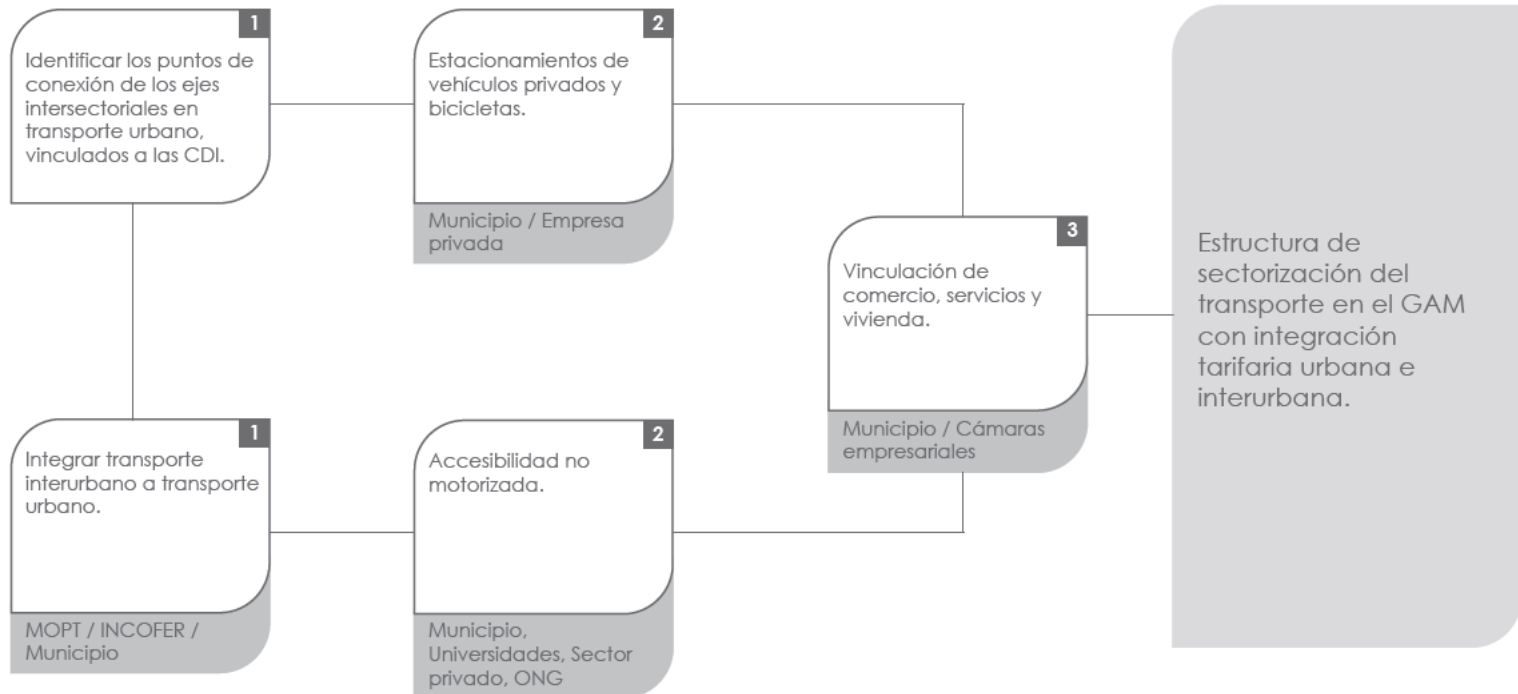 1
Identificar los puntos de
conexión de los ejes
intersectoriales en
transporte urbano,
vinculados a las CDI.
2
Estacionamientos de
vehículos privados y
bicicletas.
Municipio / Empresa
privada
1
Integrar transporte
interurbano a transporte
urbano.
MOPT / INCOFER /
Municipio
2
Accesibilidad no
motorizada.
Municipio,
Universidades, Sector
privado, ONG
3
Vinculación de
comercio, servicios y
vivienda.
Municipio / Cámaras
empresariales
Estructura de
sectorización del
transporte en el GAM
con integración
tarifaria urbana e
interurbana.